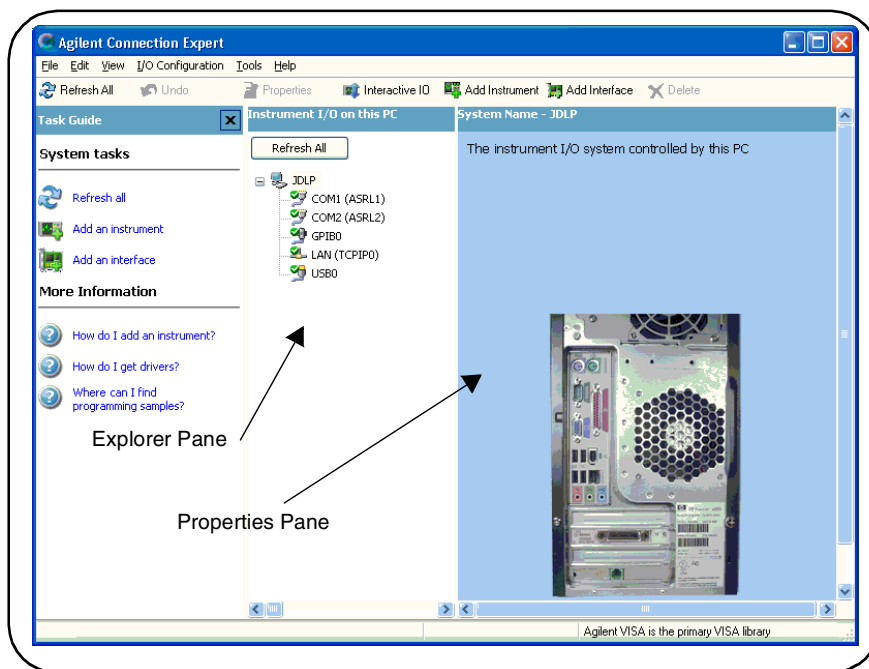 Agilent Connection Expert
File Edit View I/O Configuration Tools Help
Refresh All Undo Properties Interactive IO Add Instrument Add Interface Delete
Task Guide
Instrument I/O on this PC
System Name - JDLP
System tasks
Refresh all
Add an instrument
Add an interface
More Information
How do I add an instrument?
How do I get drivers?
Where can I find
programming samples?
Refresh All
JDLP
COM1 (ASRL1)
COM2 (ASRL2)
GPIB0
LAN (TCPIP0)
USB0
The instrument I/O system controlled by this PC
Explorer Pane
Properties Pane
Agilent VISA is the primary VISA library